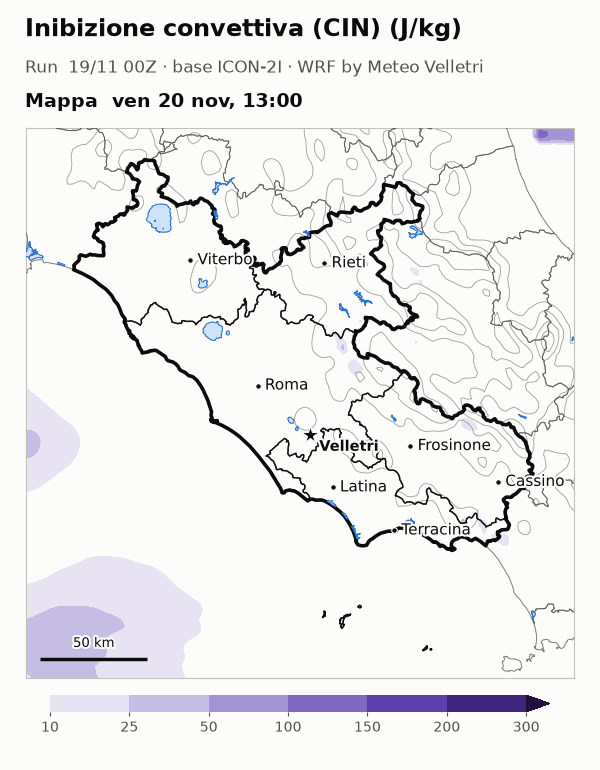 Inibizione convettiva (CIN) (J/kg)
Run 19/11 00Z · base ICON-2I · WRF by Meteo Velletri
Mappa ven 20 nov, 13:00
Viterbo
Rieti
Roma
Velletri
Frosinone
Cassino
Latina
Terracina
50 km
10 25 50 100 150 200 300